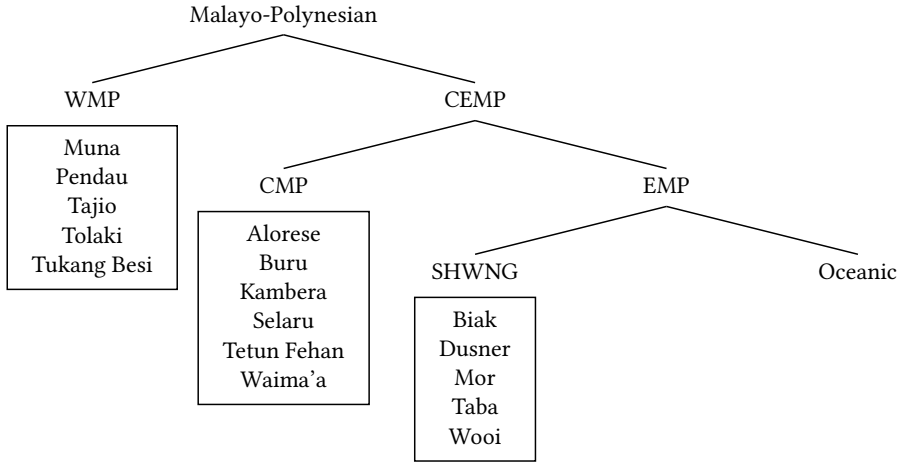 Malayo-Polynesian
WMP
CEMP
Muna
Pendau
Tajio
Tolaki
Tukang Besi
CMP
EMP
Alorese
Buru
Kambera
Selaru
Tetun Fehan
Waima’a
SHWNG
Oceanic
Biak
Dusner
Mor
Taba
Wooi